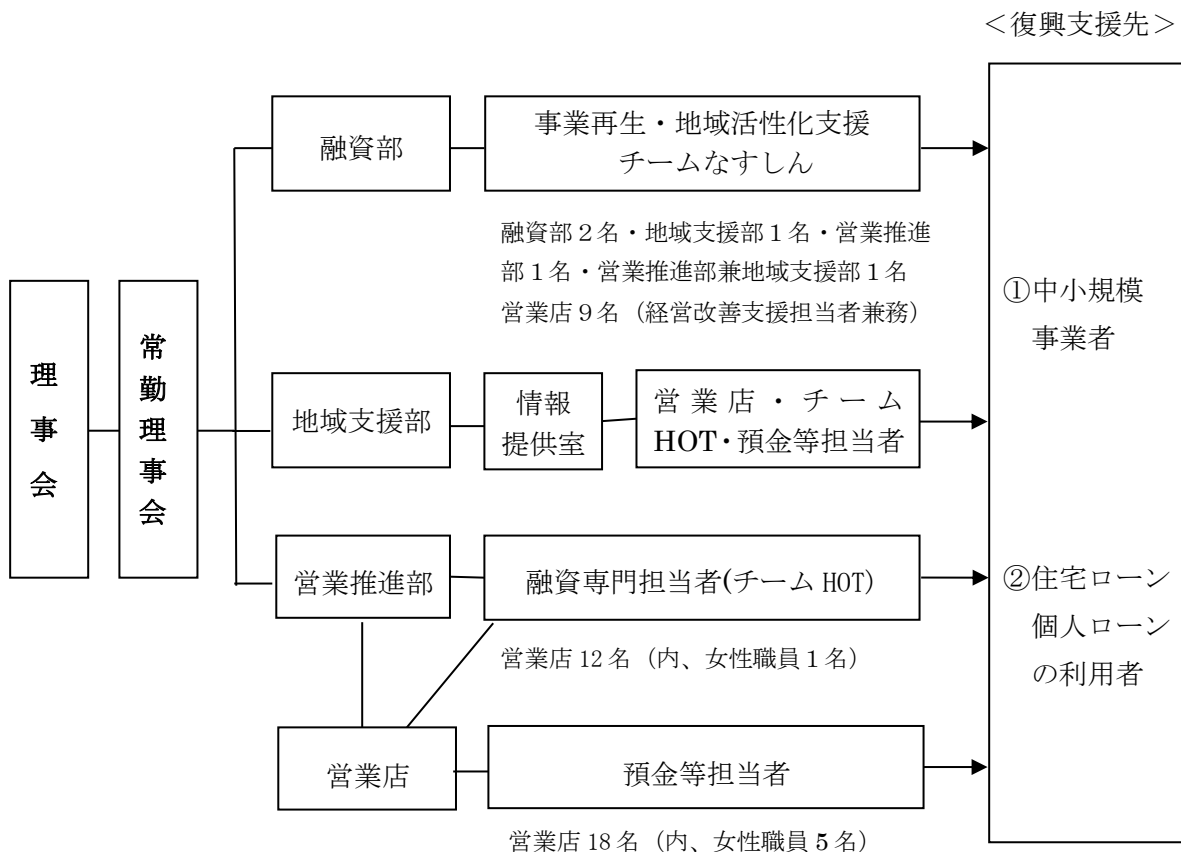 ＜復興支援先＞
融資部
事業再生・地域活性化支援
チームなすしん
融資部２名・地域支援部１名・営業推進
部１名・営業推進部兼地域支援部１名
営業店９名（経営改善支援担当者兼務）
理事会
常勤理事会
地域支援部
情報
提供室
営業店・チーム
HOT・預金等担当者
営業推進部
融資専門担当者(チーム HOT)
営業店 12 名（内、女性職員１名）
営業店
預金等担当者
営業店 18 名（内、女性職員 5 名）
①中小規模
事業者
②住宅ローン
個人ローン
の利用者